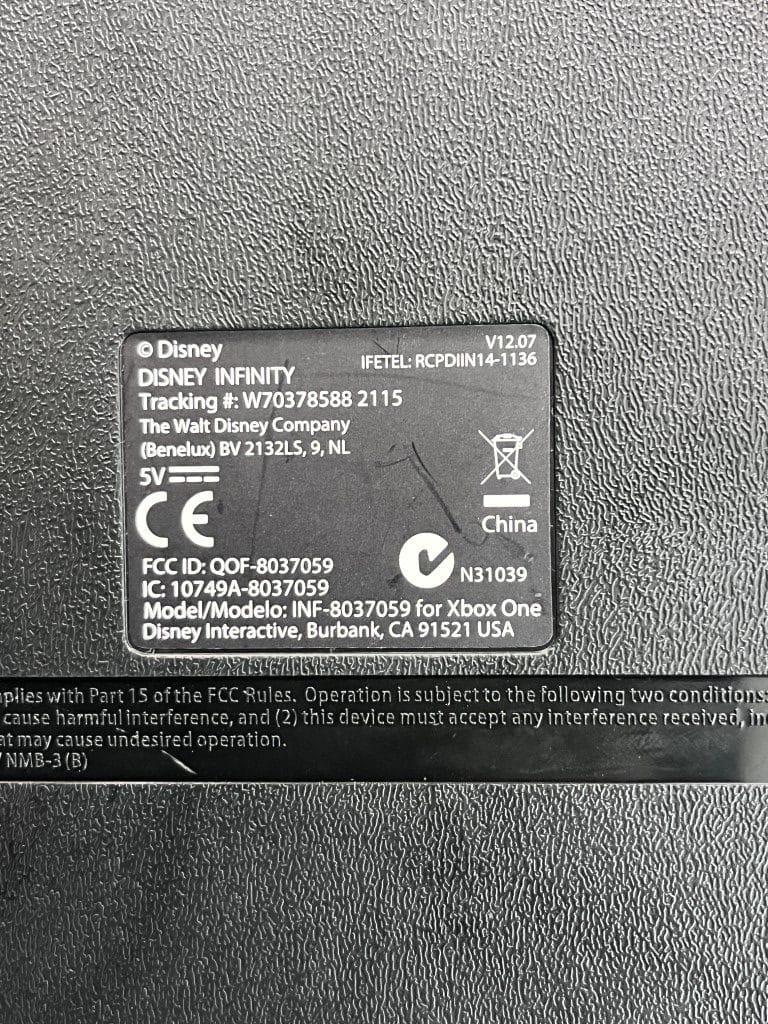 © Disney
V12.07
IFETEL: RCPDIIN14-1136
DISNEY INFINITY
Tracking #: W70378588 2115
The Walt Disney Company
(Benelux) BV 2132LS, 9, NL
5V
CE
China
FCC ID: QOF-8037059
N31039
IC: 10749A-8037059
Model/Modelo: INF-8037059 for Xbox One
Disney Interactive, Burbank, CA 91521 USA
with Part 15 of the FCC Rules. Operation is subject to the following two conditions:
cause harmful interference, and (2) this device must accept any interference received,
may cause undesired operation.
NMB-3 (B)